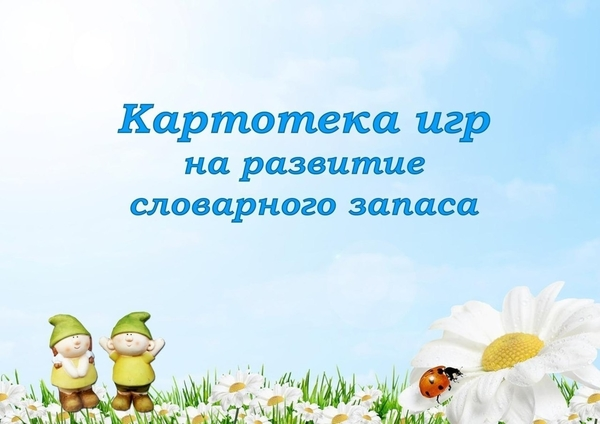 Картотека игр
на развитие
словарного запаса